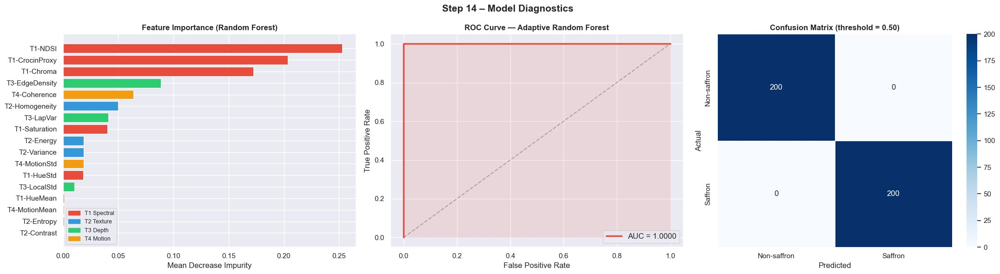 Step 14 – Model Diagnostics
Feature Importance (Random Forest)
T1-NDSI
T1-CrocinProxy
T1-Chroma
T3-EdgeDensity
T4-Coherence
T2-Homogeneity
T3-LapVar
T1-Saturation
T2-Energy
T2-Variance
T4-MotionStd
T1-HueStd
T3-LocalStd
T1-HueMean
T4-MotionMean
T2-Entropy
T2-Contrast
T1 Spectral
T2 Texture
T3 Depth
T4 Motion
0.00 0.05 0.10 0.15 0.20 0.25
Mean Decrease Impurity
ROC Curve — Adaptive Random Forest
True Positive Rate
1.0
0.8
0.6
0.4
0.2
0.0
AUC = 1.0000
0.0 0.2 0.4 0.6 0.8 1.0
False Positive Rate
Confusion Matrix (threshold = 0.50)
Actual
Non-saffron
Saffron
200 0
0 200
Non-saffron Saffron
Predicted
200
175
150
125
100
75
50
25
0